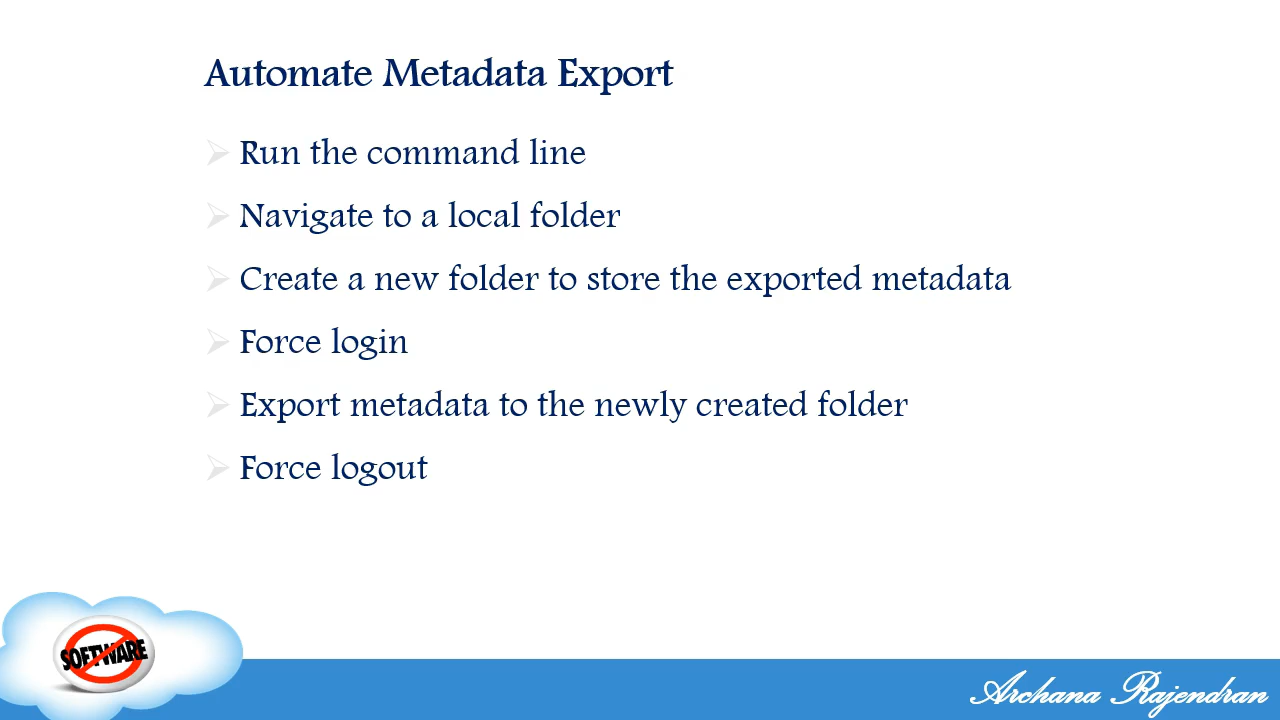 Automate Metadata Export
Run the command line
Navigate to a local folder
Create a new folder to store the exported metadata
Force login
Export metadata to the newly created folder
Force logout
SOFTWARE
Archana Rajendran